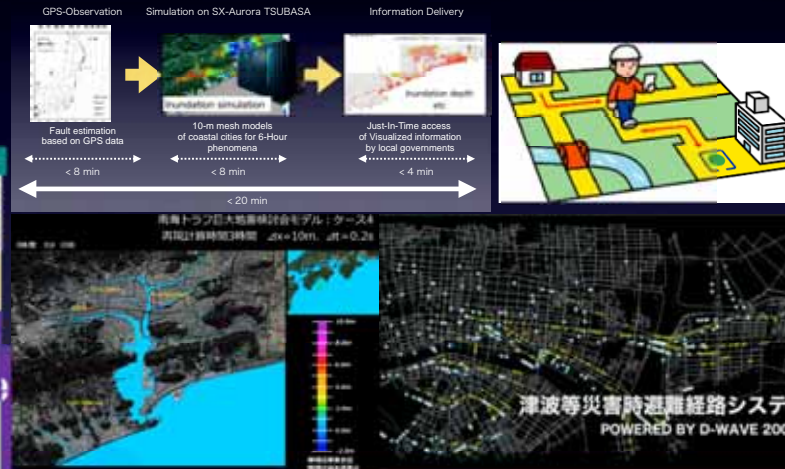 GPS-Observation
Simulation on SX-Aurora TSUBASA
Information Delivery
Inundation simulation
Inundation depth
etc
Fault estimation
based on GPS data
10-m mesh models
of coastal cities for 6-Hour
phenomena
Just-In-Time access
of Visualized information
by local governments
< 8 min
< 8 min
< 4 min
< 20 min
南海トラフ巨大地震検討会モデル：ケース4
再現計算時間3時間 ⊿x=10m, ⊿t=0.2s
津波等災害時避難経路システ
POWERED BY D-WAVE 200